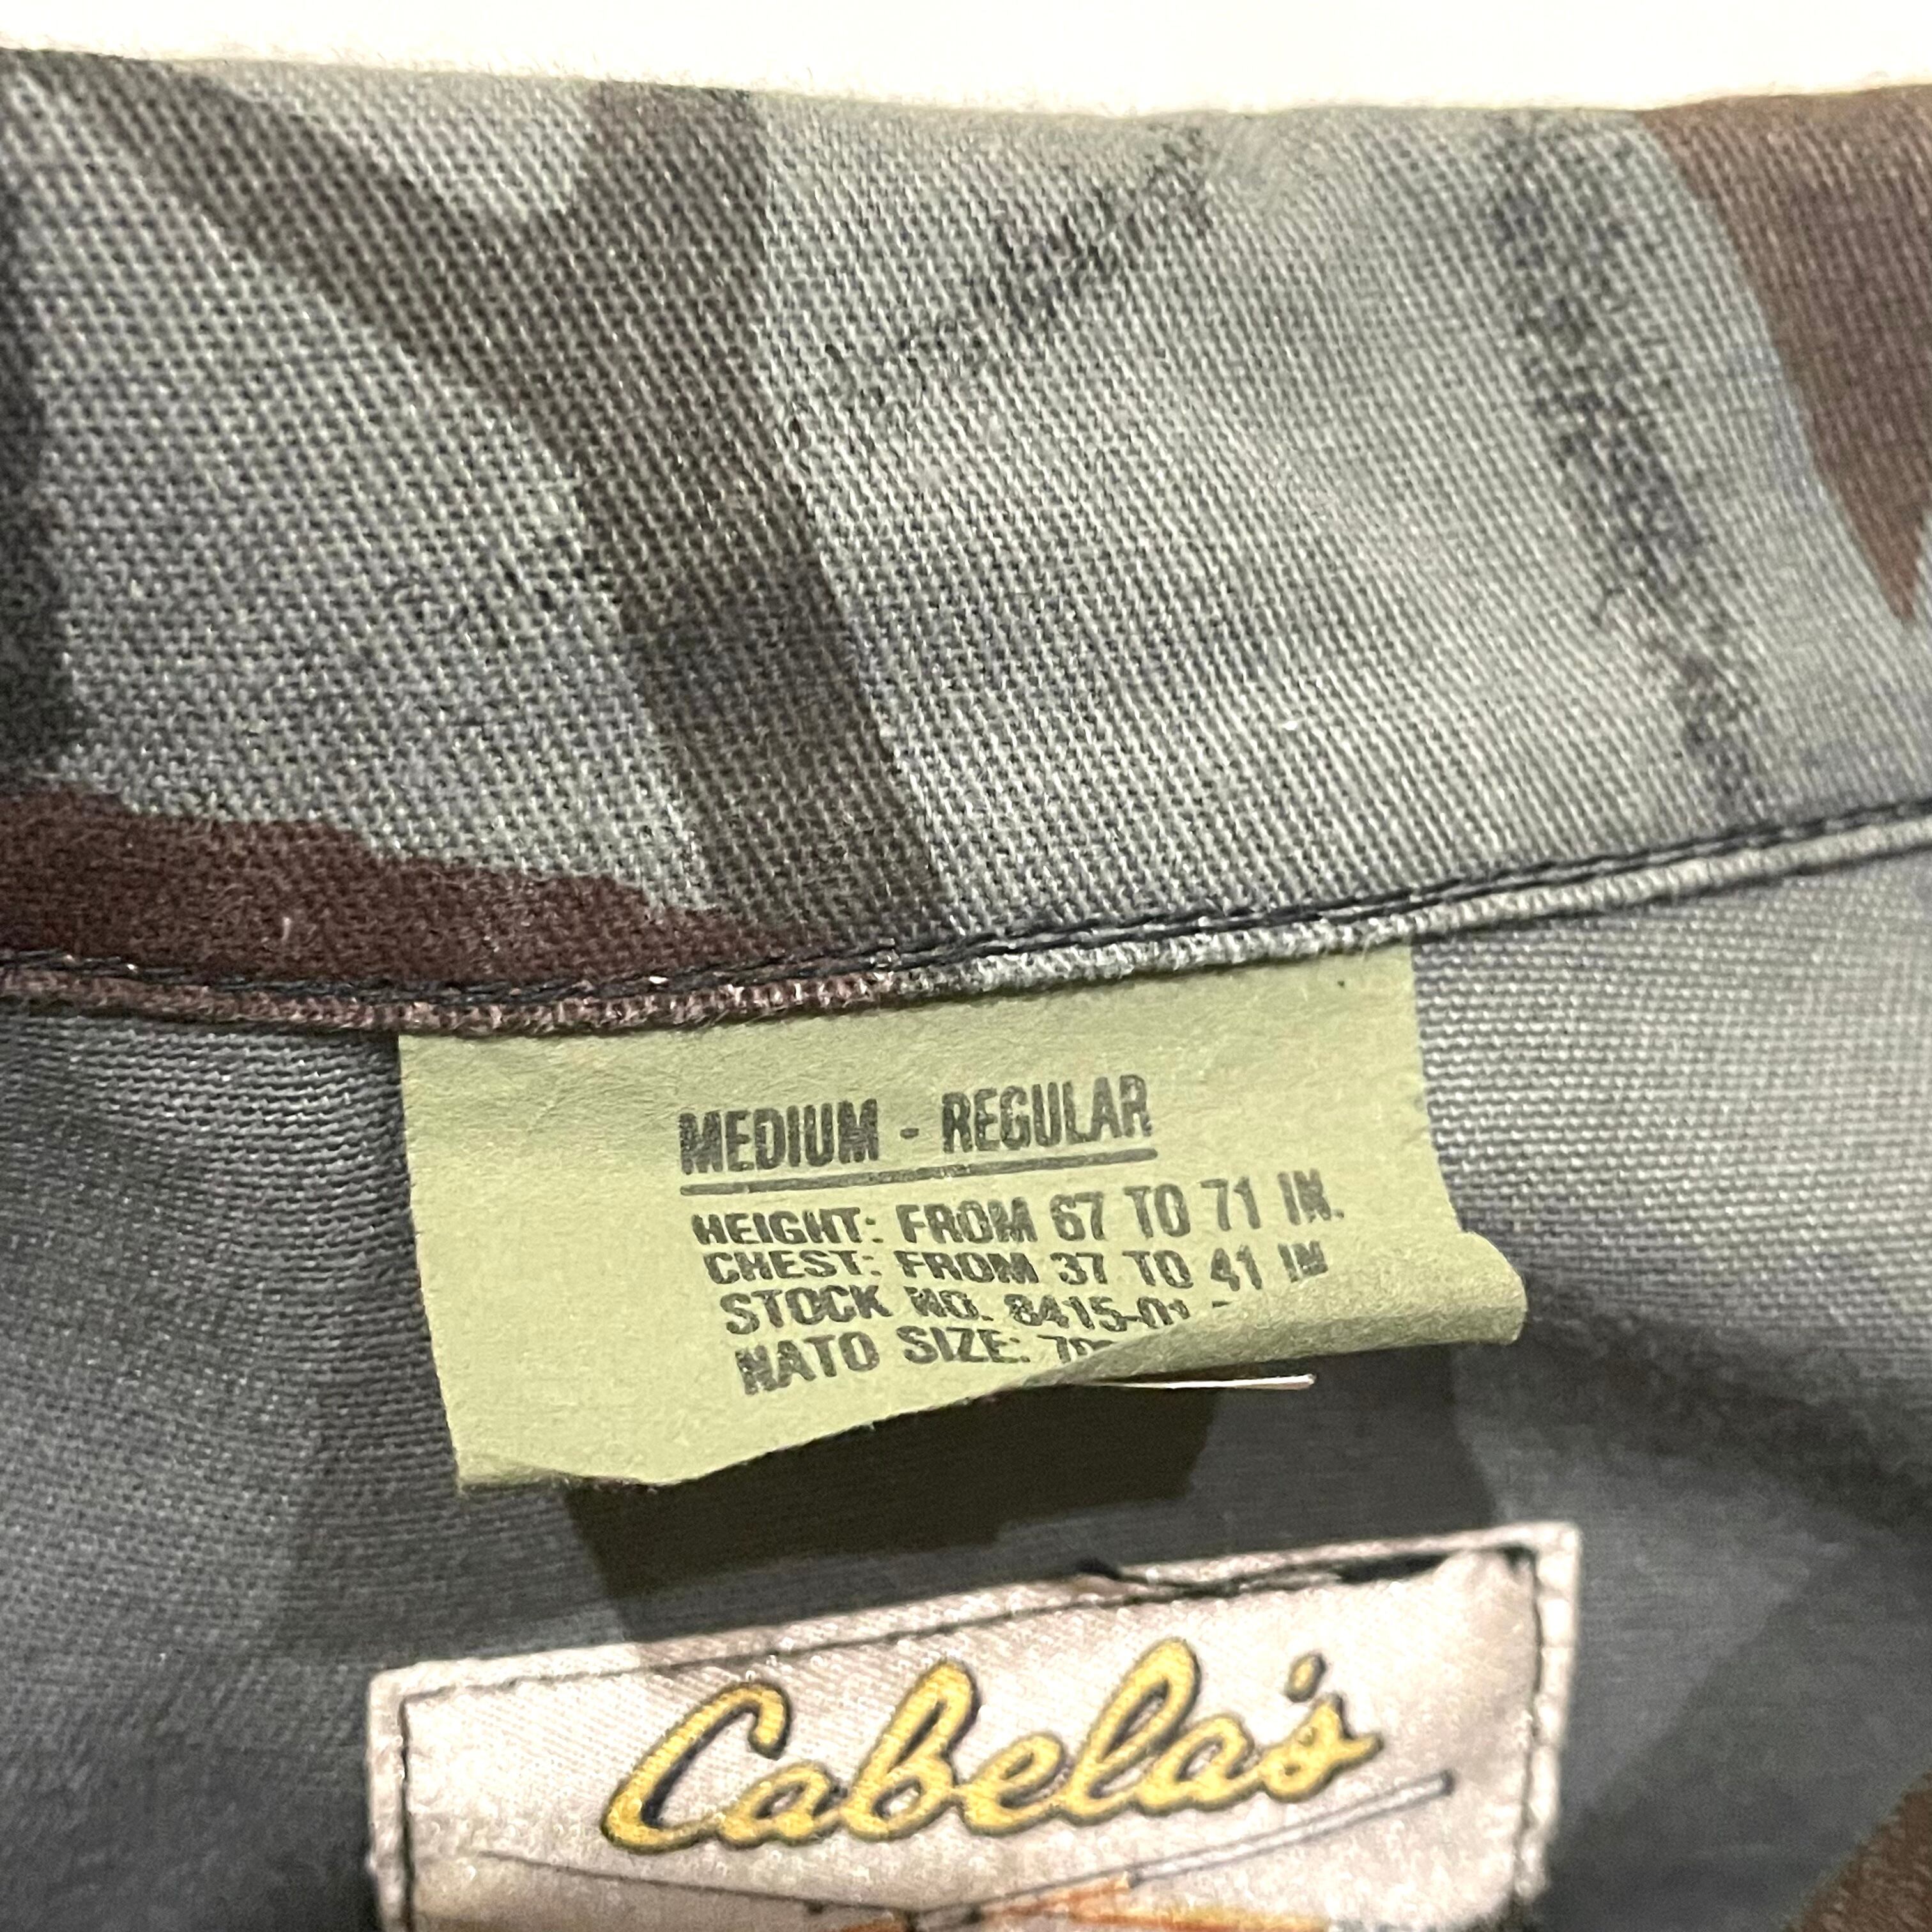 MEDIUM - REGULAR
HEIGHT: FROM 67 TO 71 IN.
CHEST: FROM 37 TO 41 IN
STOCK NO. 8415-01
NATO SIZE:
Cabela's